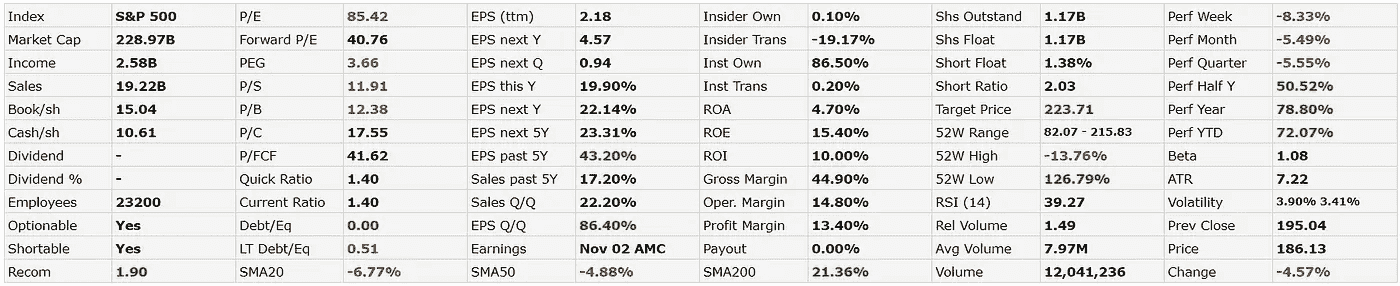 Index S&P 500 P/E 85.42 EPS (ttm) 2.18 Insider Own 0.10% Shs Outstand 1.17B Perf Week -8.33%
Market Cap 228.97B Forward P/E 40.76 EPS next Y 4.57 Insider Trans -19.17% Shs Float 1.17B Perf Month -5.49%
Income 2.58B PEG 3.66 EPS next Q 0.94 Inst Own 86.50% Short Float 1.38% Perf Quarter -5.55%
Sales 19.22B P/S 11.91 EPS this Y 19.90% Inst Trans 0.20% Short Ratio 2.03 Perf Half Y 50.52%
Book/sh 15.04 P/B 12.38 EPS next Y 22.14% ROA 4.70% Target Price 223.71 Perf Year 78.80%
Cash/sh 10.61 P/C 17.55 EPS next 5Y 23.31% ROE 15.40% 52W Range 82.07 - 215.83 Perf YTD 72.07%
Dividend - P/FCF 41.62 EPS past 5Y 43.20% ROI 10.00% 52W High -13.76% Beta 1.08
Dividend % - Quick Ratio 1.40 Sales past 5Y 17.20% Gross Margin 44.90% 52W Low 126.79% ATR 7.22
Employees 23200 Current Ratio 1.40 Sales Q/Q 22.20% Oper. Margin 14.80% RSI (14) 39.27 Volatility 3.90% 3.41%
Optionable Yes Debt/Eq 0.00 EPS Q/Q 86.40% Profit Margin 13.40% Rel Volume 1.49 Prev Close 195.04
Shortable Yes LT Debt/Eq 0.51 Earnings Nov 02 AMC Payout 0.00% Avg Volume 7.97M Price 186.13
Recom 1.90 SMA20 -6.77% SMA50 -4.88% SMA200 21.36% Volume 12,041,236 Change -4.57%